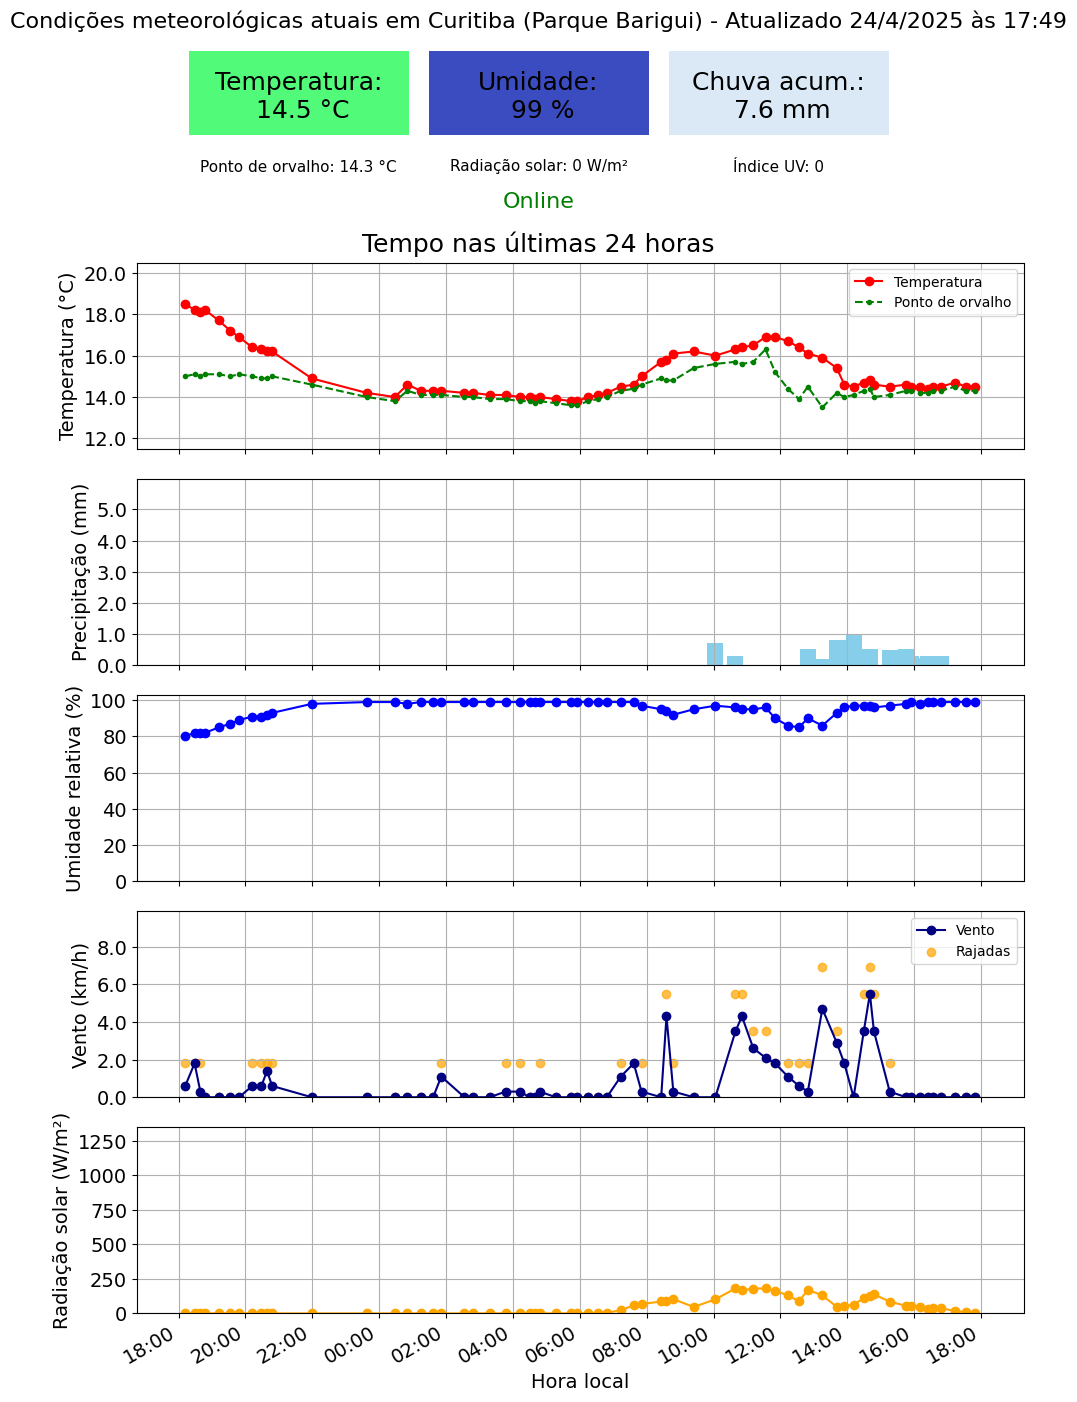 Condições meteorológicas atuais em Curitiba (Parque Barigui) - Atualizado 24/4/2025 às 17:49
Temperatura:
14.5 °C
Umidade:
99 %
Chuva acum.:
7.6 mm
Ponto de orvalho: 14.3 °C
Radiação solar: 0 W/m²
Índice UV: 0
Online
Tempo nas últimas 24 horas
Temperatura (°C)
20.0
18.0
16.0
14.0
12.0
Temperatura
Ponto de orvalho
Precipitação (mm)
5.0
4.0
3.0
2.0
1.0
0.0
Umidade relativa (%)
100
80
60
40
20
0
Vento (km/h)
8.0
6.0
4.0
2.0
0.0
Vento
Rajadas
Radiação solar (W/m²)
1250
1000
750
500
250
0
18:00
20:00
22:00
00:00
02:00
04:00
06:00
08:00
10:00
12:00
14:00
16:00
18:00
Hora local